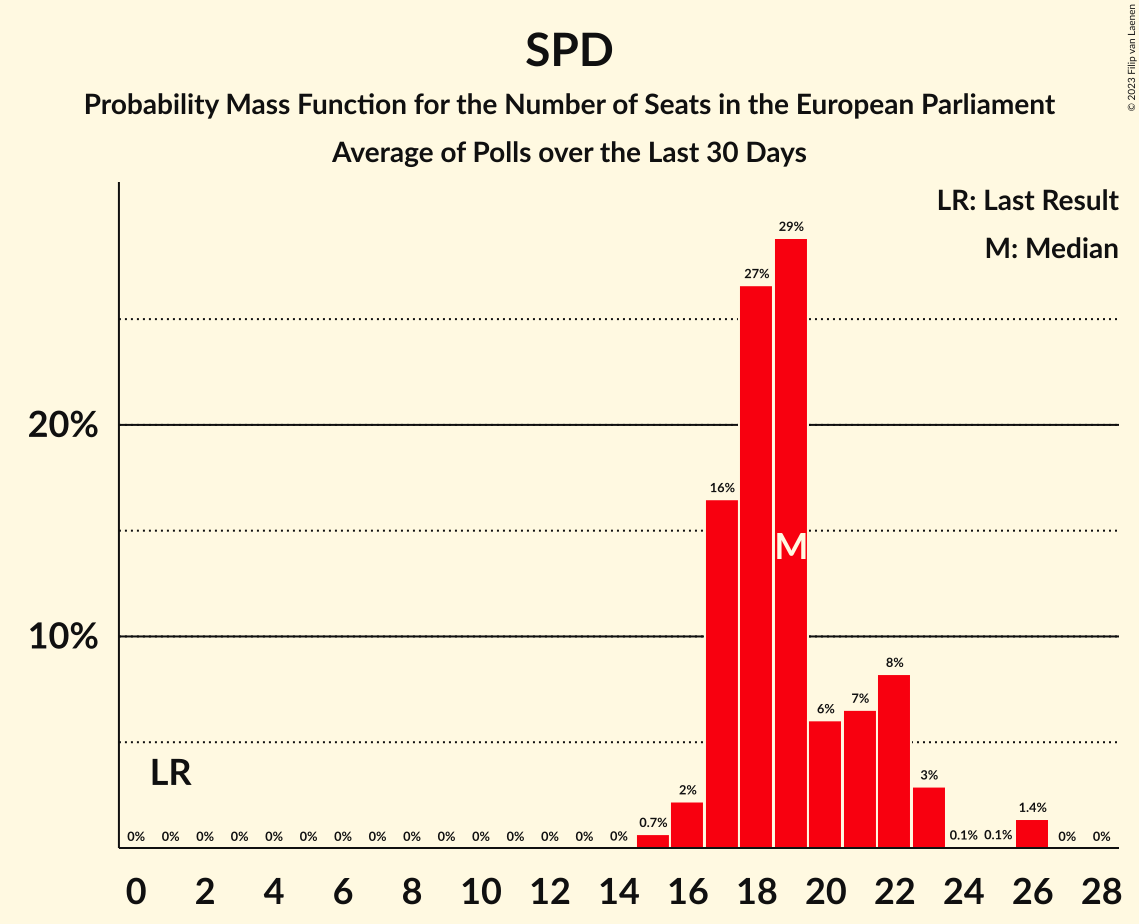 SPD
Probability Mass Function for the Number of Seats in the European Parliament
Average of Polls over the Last 30 Days
© 2023 Filip van Laenen
LR: Last Result
M: Median
29%
27%
20%
16%
M
10%
8%
7%
6%
LR
3%
2%
1.4%
0.7%
0% 0% 0% 0% 0% 0% 0% 0% 0% 0% 0% 0% 0% 0% 0% 0.1% 0.1% 0% 0%
0 2 4 6 8 10 12 14 16 18 20 22 24 26 28